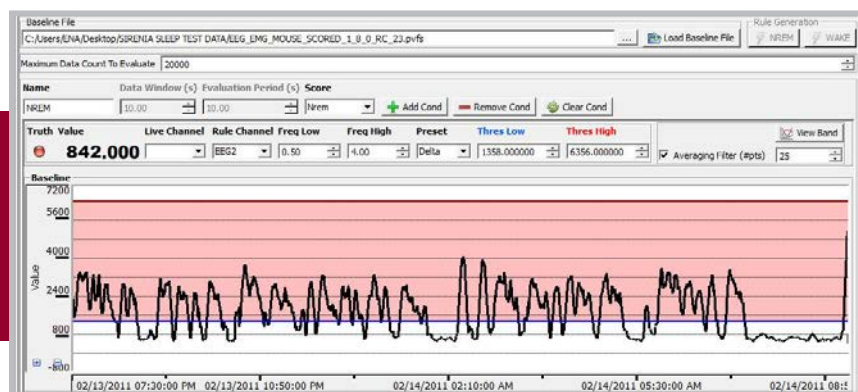 Baseline File
Rule Generation
C:/Users/ENA/Desktop/SIRENIA SLEEP TEST DATA/EEG_EMG_MOUSE_SCORED_1_8_0_RC_23.pvfs ... Load Baseline File NREM WAKE
Maximum Data Count To Evaluate 20000
Name Data Window (s) Evaluation Period (s) Score
NREM 10.00 10.00 Nrem Add Cond Remove Cond Clear Cond
Truth Value Live Channel Rule Channel Freq Low Freq High Preset Thres Low Thres High View Band
842.000 EEG2 0.50 4.00 Delta 1358.000000 6356.000000 Averaging Filter (#pts) 25
Baseline
7200
5600
4000
Value
2400
800
-800
02/13/2011 07:30:00 PM 02/13/2011 10:50:00 PM 02/14/2011 02:10:00 AM 02/14/2011 05:30:00 AM 02/14/2011 08:5